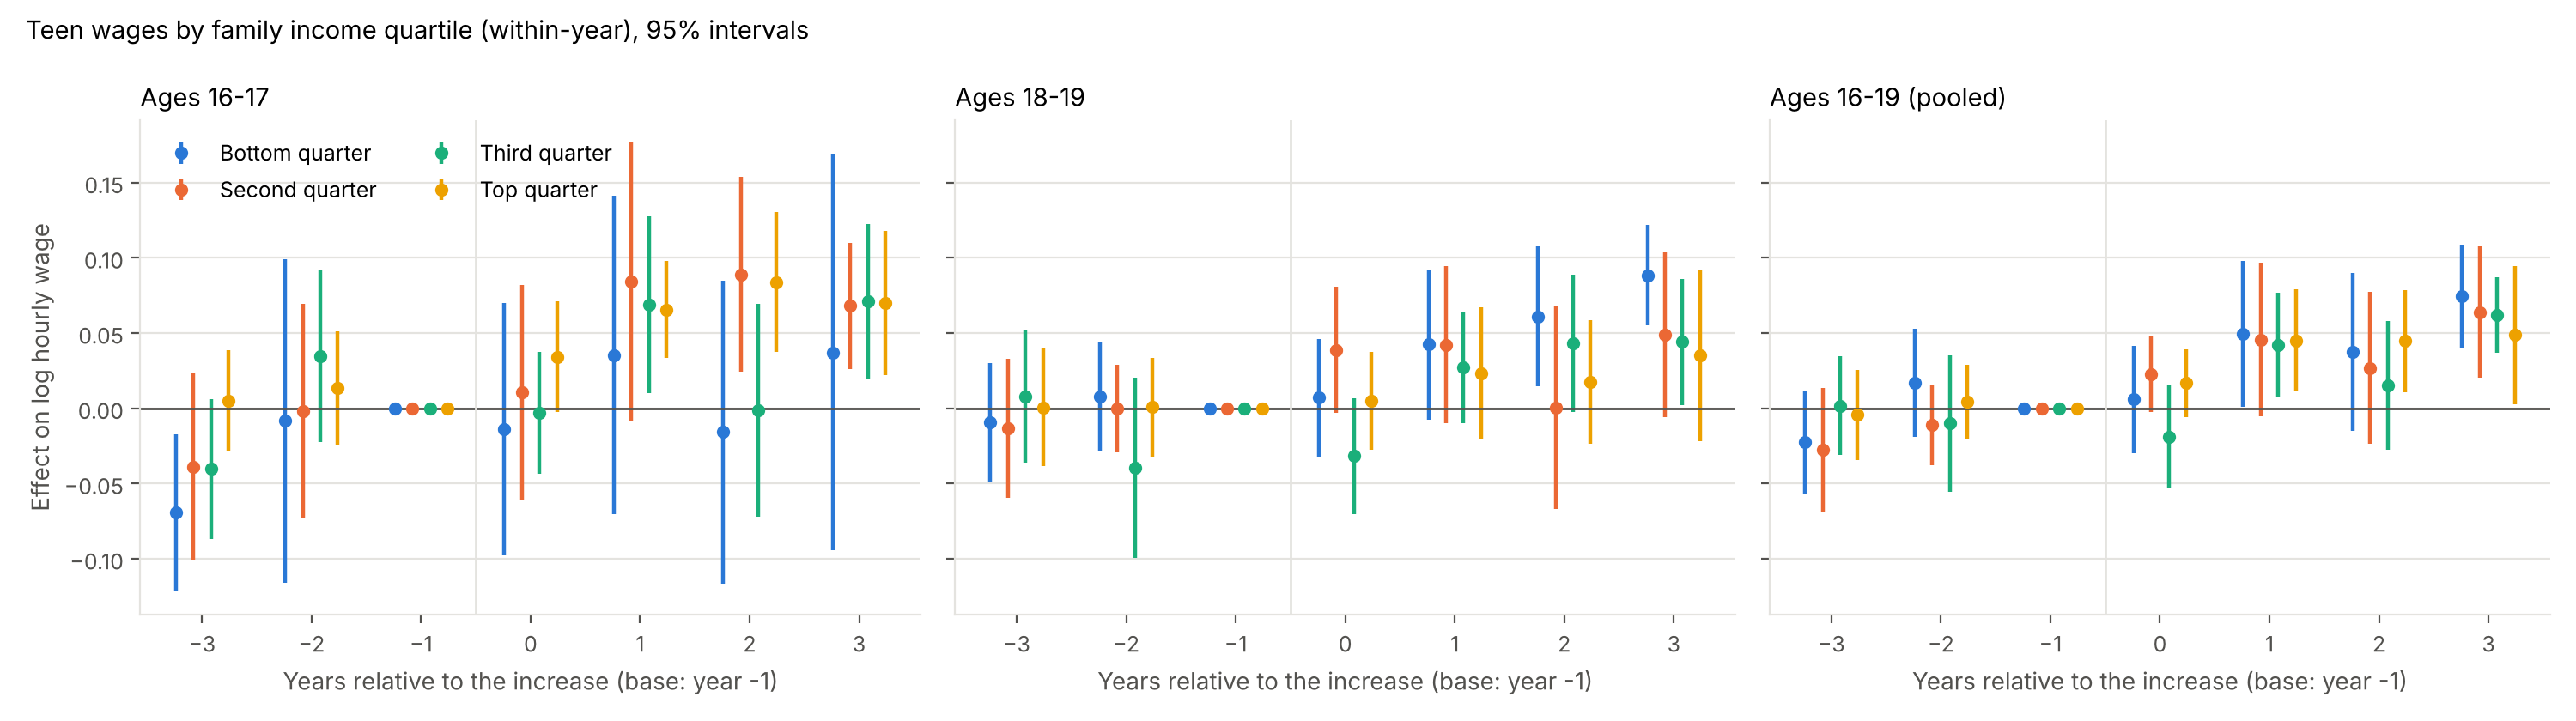 Teen wages by family income quartile (within-year), 95% intervals
Ages 16-17
Bottom quarter
Second quarter
Third quarter
Top quarter
Effect on log hourly wage
0.15
0.10
0.05
0.00
−0.05
−0.10
−3 −2 −1 0 1 2 3
Years relative to the increase (base: year -1)
Ages 18-19
−3 −2 −1 0 1 2 3
Years relative to the increase (base: year -1)
Ages 16-19 (pooled)
−3 −2 −1 0 1 2 3
Years relative to the increase (base: year -1)